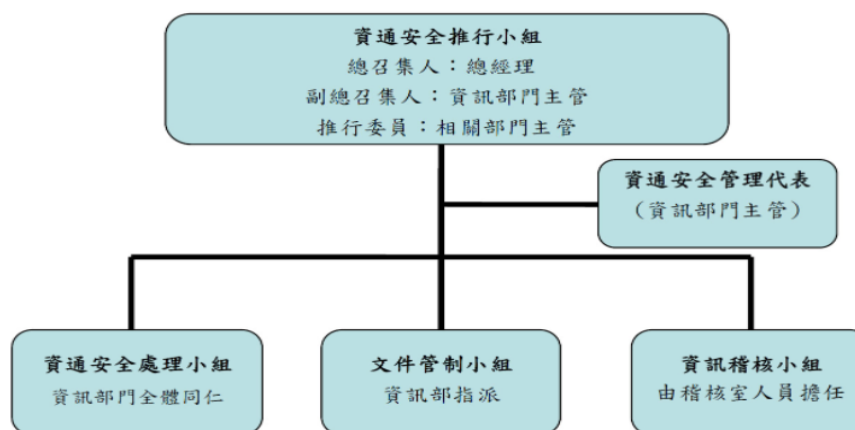 資通安全推行小組
總召集人：總經理
副總召集人：資訊部門主管
推行委員：相關部門主管
資通安全管理代表
（資訊部門主管）
資通安全處理小組
資訊部門全體同仁
文件管制小組
資訊部指派
資訊稽核小組
由稽核室人員擔任